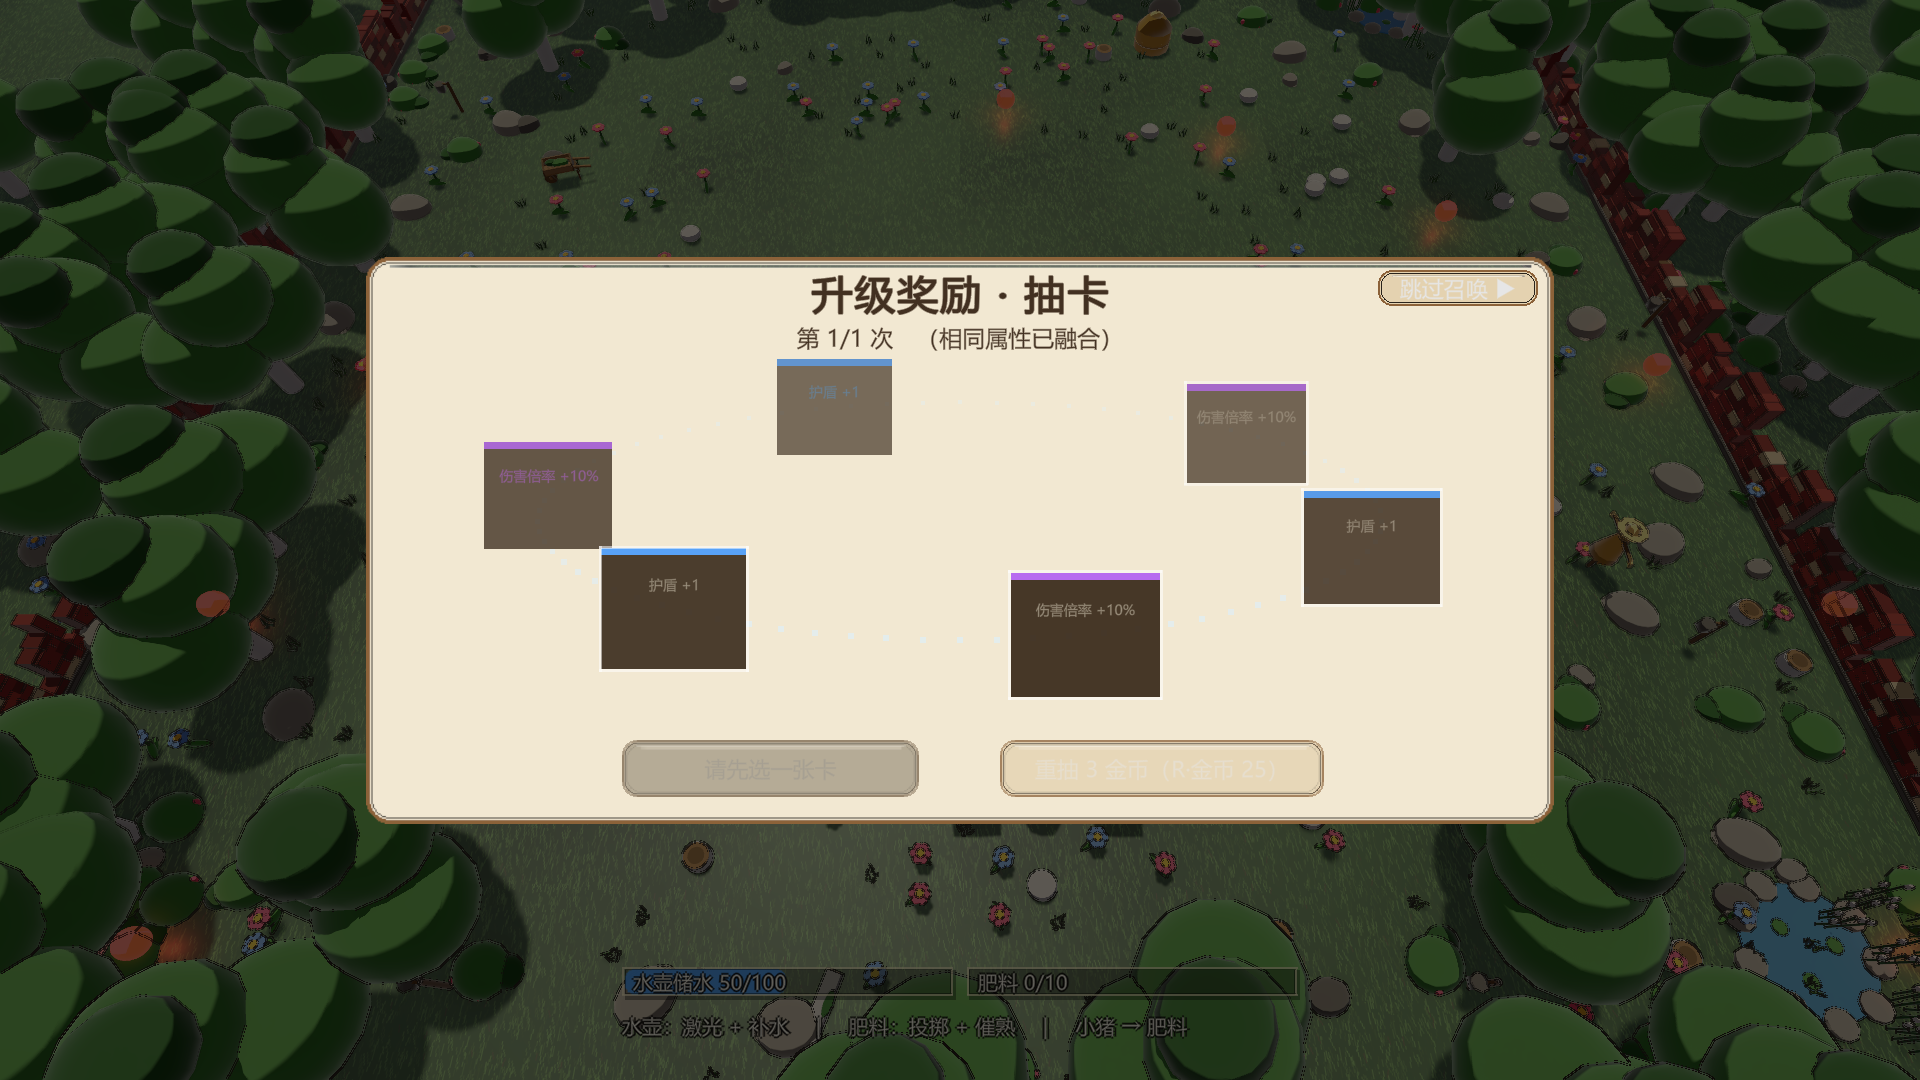 升级奖励 · 抽卡
跳过召唤 ▶
第 1/1 次 （相同属性已融合）
护盾 +1
伤害倍率 +10%
伤害倍率 +10%
护盾 +1
护盾 +1
伤害倍率 +10%
请先选一张卡
重抽 3 金币（R·金币 25）
水壶储水 50/100
肥料 0/10
水壶：激光 + 补水 | 肥料：投掷 + 催熟 | 小猪 → 肥料